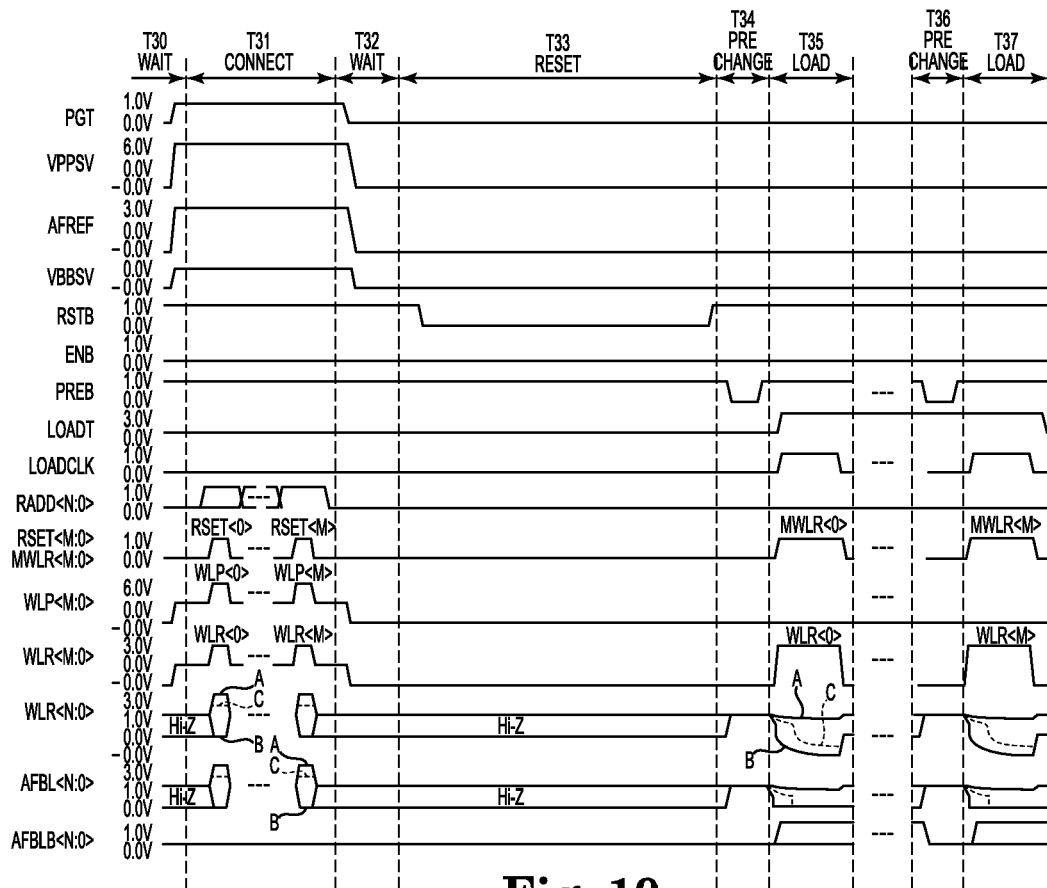 T30 WAIT
T31 CONNECT
T32 WAIT
T33 RESET
T34 PRE CHANGE
T35 LOAD
T36 PRE CHANGE
T37 LOAD
PGT 1.0V 0.0V
VPPSV 6.0V 0.0V -0.0V
AFREF 3.0V 0.0V -0.0V
VBBSV 0.0V -0.0V
RSTB 1.0V 0.0V
ENB 1.0V 0.0V
PREB 1.0V 0.0V
LOADT 3.0V 0.0V
LOADCLK 1.0V 0.0V
RADD<N:0> 1.0V 0.0V ---
RSET<0> RSET<M> MWLR<0> MWLR<M>
RSET<M:0> MWLR<M:0> 1.0V 0.0V --- ---
WLP<0> WLP<M>
WLP<M:0> 6.0V 0.0V -0.0V --- ---
WLR<0> WLR<M> WLR<0> WLR<M>
WLR<M:0> 3.0V 0.0V -0.0V --- ---
A C A C
WLR<N:0> 3.0V 1.0V -0.0V Hi-Z --- Hi-Z ---
B A B
C
AFBL<N:0> 3.0V 1.0V 0.0V Hi-Z --- Hi-Z ---
B
AFBLB<N:0> 1.0V 0.0V ---
Fig. 10